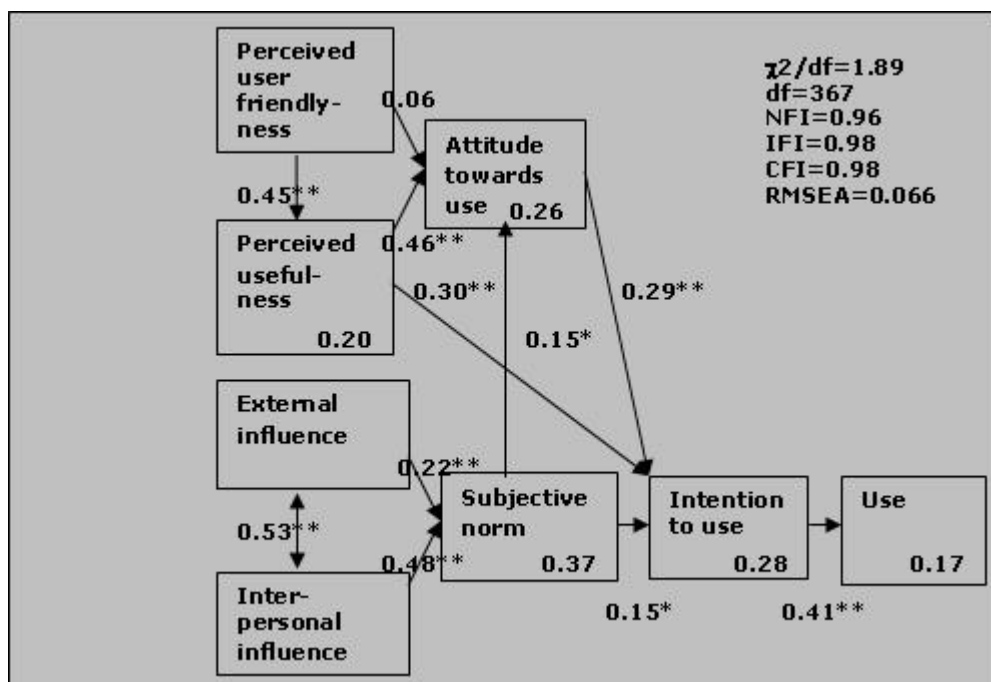 Perceived
user
friendly-
ness
0.06
χ2/df=1.89
df=367
NFI=0.96
IFI=0.98
CFI=0.98
RMSEA=0.066
Attitude
towards
use 0.26
0.45**
Perceived
useful-
ness
0.20
0.46**
0.30**
0.29**
0.15*
External
influence
0.22**
0.53**
0.48**
Subjective
norm
0.37
Intention
to use
0.28
Use
0.17
Inter-
personal
influence
0.15*
0.41**